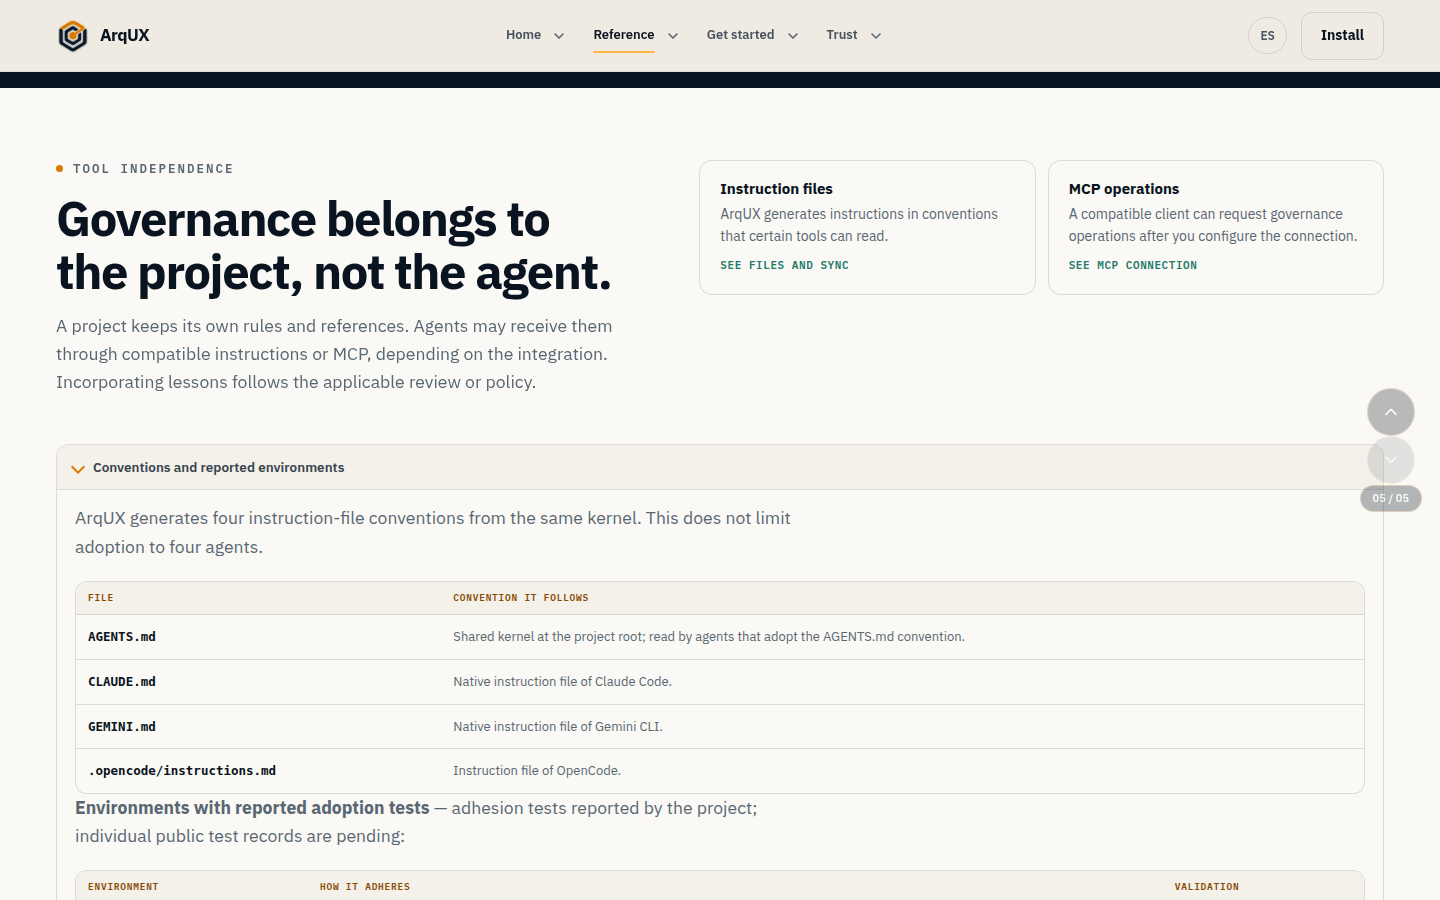 ArqUX
Home
Reference
Get started
Trust
ES
Install
TOOL INDEPENDENCE
Governance belongs to
the project, not the agent.
A project keeps its own rules and references. Agents may receive them
through compatible instructions or MCP, depending on the integration.
Incorporating lessons follows the applicable review or policy.
Instruction files
ArqUX generates instructions in conventions
that certain tools can read.
SEE FILES AND SYNC
MCP operations
A compatible client can request governance
operations after you configure the connection.
SEE MCP CONNECTION
05 / 05
Conventions and reported environments
ArqUX generates four instruction-file conventions from the same kernel. This does not limit
adoption to four agents.
FILE CONVENTION IT FOLLOWS
AGENTS.md Shared kernel at the project root; read by agents that adopt the AGENTS.md convention.
CLAUDE.md Native instruction file of Claude Code.
GEMINI.md Native instruction file of Gemini CLI.
.opencode/instructions.md Instruction file of OpenCode.
Environments with reported adoption tests — adhesion tests reported by the project;
individual public test records are pending:
ENVIRONMENT HOW IT ADHERES VALIDATION